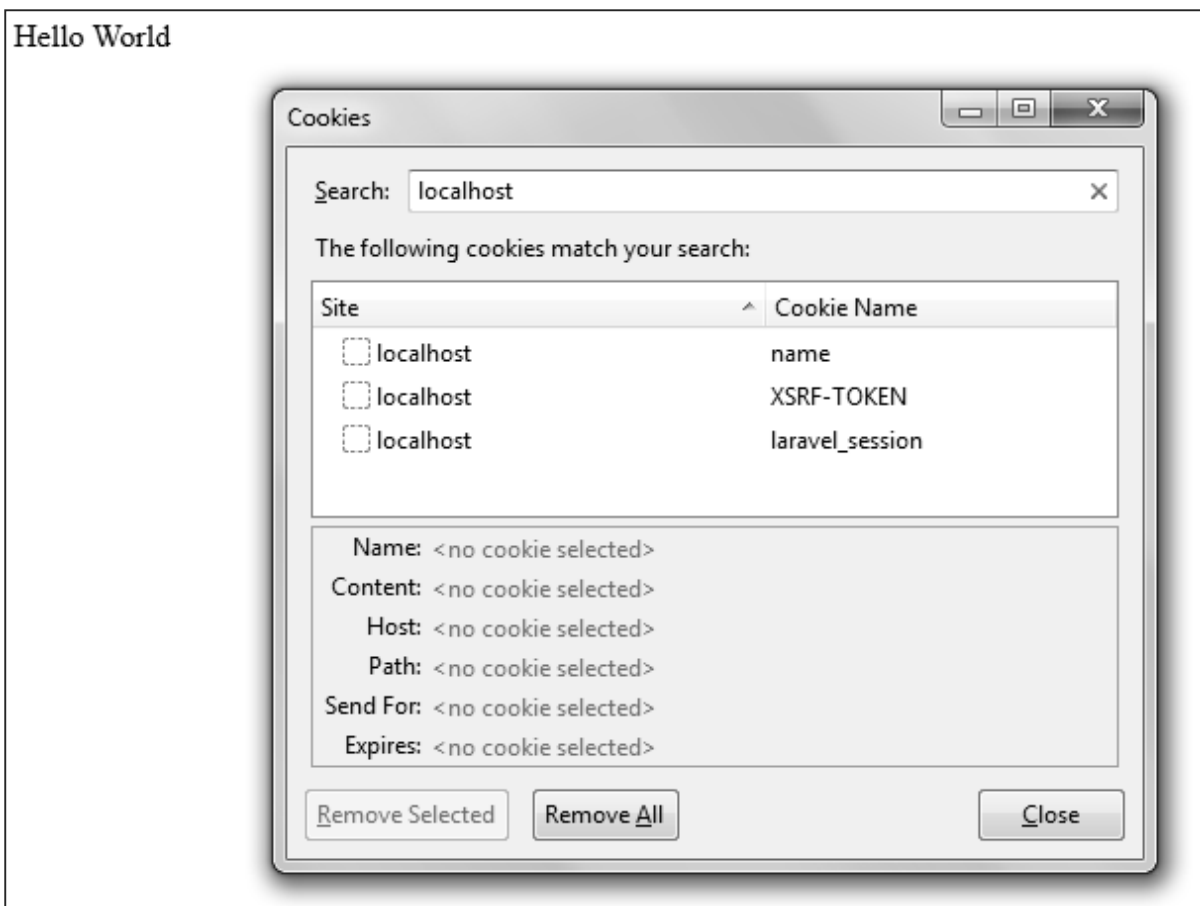 Hello World
Cookies
Search: localhost
The following cookies match your search:
Site Cookie Name
localhost name
localhost XSRF-TOKEN
localhost laravel_session
Name: <no cookie selected>
Content: <no cookie selected>
Host: <no cookie selected>
Path: <no cookie selected>
Send For: <no cookie selected>
Expires: <no cookie selected>
Remove Selected Remove All Close